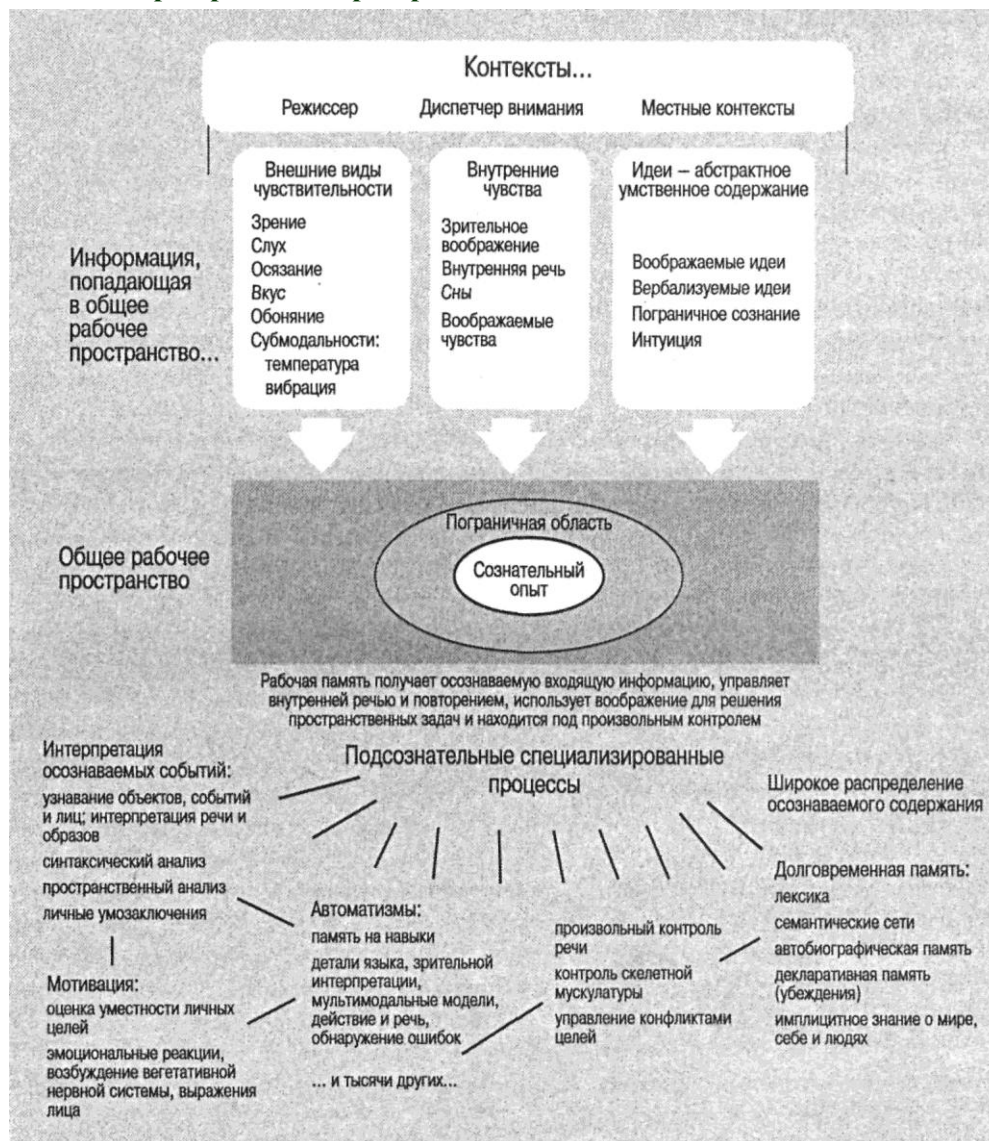 Контексты...
Режиссер
Диспетчер внимания
Местные контексты
Информация,
попадающая
в общее
рабочее
пространство...
Внешние виды
чувствительности
Зрение
Слух
Осязание
Вкус
Обоняние
Субмодальности:
температура
вибрация
Внутренние
чувства
Зрительное
воображение
Внутренняя речь
Сны
Воображаемые
чувства
Идеи – абстрактное
умственное содержание
Воображаемые идеи
Вербализуемые идеи
Пограничное сознание
Интуиция
Общее рабочее
пространство
Пограничная область
Сознательный
опыт
Рабочая память получает осознаваемую входящую информацию, управляет
внутренней речью и повторением, использует воображение для решения
пространственных задач и находится под произвольным контролем
Подсознательные специализированные
процессы
Интерпретация
осознаваемых событий:
узнавание объектов, событий
и лиц; интерпретация речи и
образов
синтаксический анализ
пространственный анализ
личные умозаключения
Мотивация:
оценка уместности личных
целей
эмоциональные реакции,
возбуждение вегетативной
нервной системы, выражения
лица
Автоматизмы:
память на навыки
детали языка, зрительной
интерпретации,
мультимодальные модели,
действие и речь,
обнаружение ошибок
... и тысячи других...
произвольный контроль
речи
контроль скелетной
мускулатуры
управление конфликтами
целей
Широкое распределение
осознаваемого содержания
Долговременная память:
лексика
семантические сети
автобиографическая память
декларативная память
(убеждения)
имплицитное знание о мире,
себе и людях